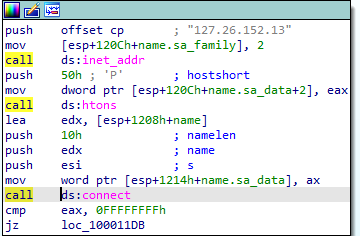 push offset cp ; "127.26.152.13"
mov [esp+120Ch+name.sa_family], 2
call ds:inet_addr
push 50h ; 'P' ; hostshort
mov dword ptr [esp+120Ch+name.sa_data+2], eax
call ds:htons
lea edx, [esp+1208h+name]
push 10h ; namelen
push edx ; name
push esi ; s
mov word ptr [esp+1214h+name.sa_data], ax
call ds:connect
cmp eax, 0FFFFFFFFh
jz loc_100011DB